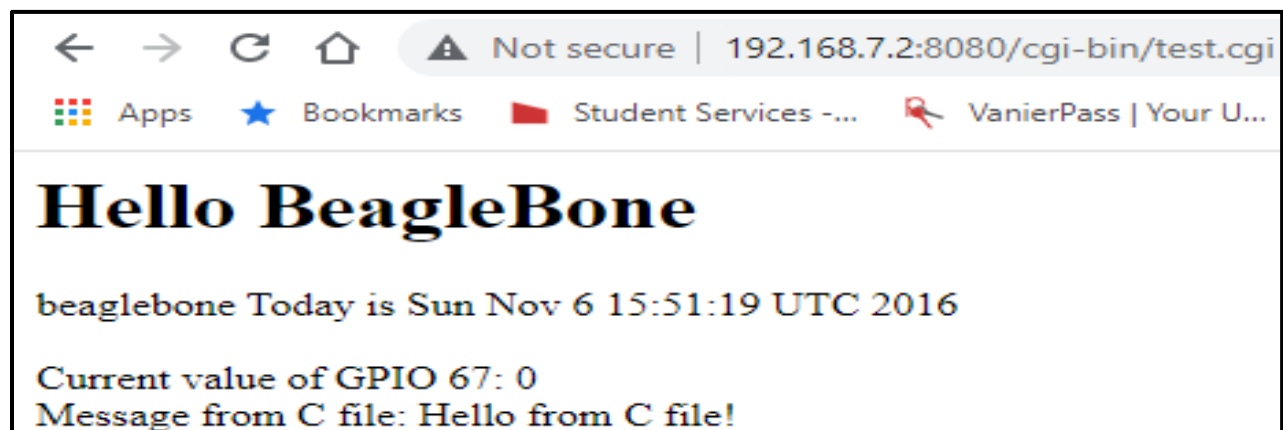 Not secure | 192.168.7.2:8080/cgi-bin/test.cgi
Apps Bookmarks Student Services -... VanierPass | Your U...
Hello BeagleBone
beaglebone Today is Sun Nov 6 15:51:19 UTC 2016
Current value of GPIO 67: 0
Message from C file: Hello from C file!